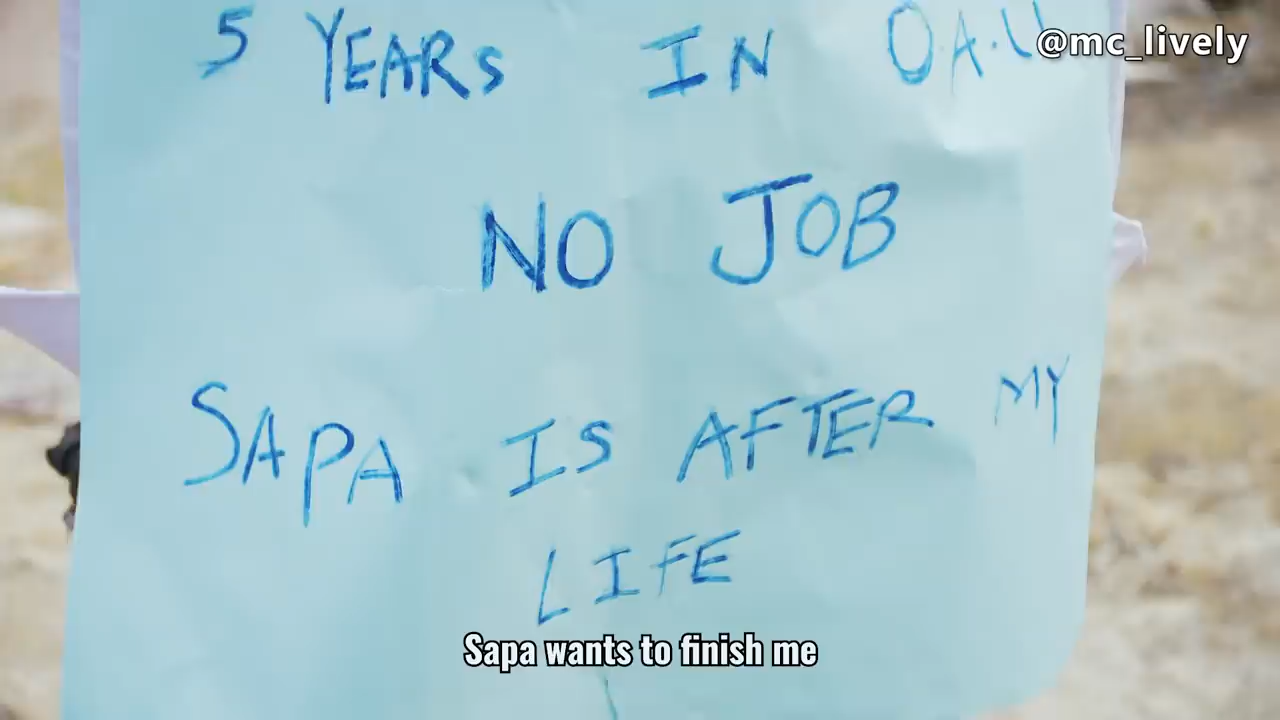 5 YEARS IN O.A.U
@mc_lively
NO JOB
SAPA IS AFTER MY
LIFE
Sapa wants to finish me